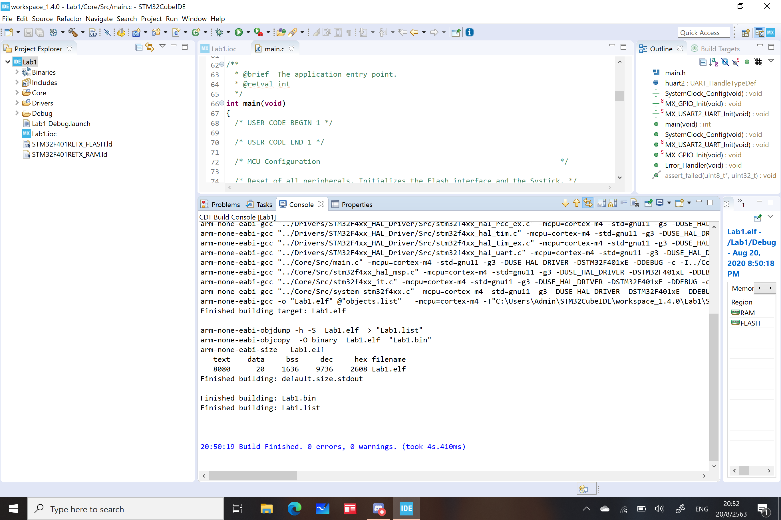 workspace_1.4.0 - Lab1/Core/Src/main.c - STM32CubeIDE
File Edit Source Refactor Navigate Search Project Run Window Help
Quick Access
Project Explorer
Lab1
Binaries
Includes
Core
Drivers
Debug
Lab1 Debug.launch
Lab1.ioc
STM32F401RETX_FLASH.ld
STM32F401RETX_RAM.ld
Lab1.ioc
main.c
62 /**
63 * @brief The application entry point.
64 * @retval int
65 */
66 int main(void)
67 {
68 /* USER CODE BEGIN 1 */
69
70 /* USER CODE END 1 */
71
72 /* MCU Configuration */
73
74 /* Reset of all peripherals, Initializes the Flash interface and the Systick. */
Outline
Build Targets
main.h
huart2 : UART_HandleTypeDef
SystemClock_Config(void) : void
MX_GPIO_Init(void) : void
MX_USART2_UART_Init(void) : void
main(void) : int
SystemClock_Config(void) : void
MX_USART2_UART_Init(void) : void
MX_GPIO_Init(void) : void
Error_Handler(void) : void
assert_failed(uint8_t*, uint32_t) : void
Problems
Tasks
Console
Properties
CDT Build Console [Lab1]
arm-none-eabi-gcc "../Drivers/STM32F4xx_HAL_Driver/Src/stm32f4xx_hal_rcc_ex.c" -mcpu=cortex-m4 -std=gnu11 -g3 -DUSE_HAL_DR
arm-none-eabi-gcc "../Drivers/STM32F4xx_HAL_Driver/Src/stm32f4xx_hal_tim.c" -mcpu=cortex-m4 -std=gnu11 -g3 -DUSE_HAL_DRIVE
arm-none-eabi-gcc "../Drivers/STM32F4xx_HAL_Driver/Src/stm32f4xx_hal_tim_ex.c" -mcpu=cortex-m4 -std=gnu11 -g3 -DUSE_HAL_DR
arm-none-eabi-gcc "../Drivers/STM32F4xx_HAL_Driver/Src/stm32f4xx_hal_uart.c" -mcpu=cortex-m4 -std=gnu11 -g3 -DUSE_HAL_DRIV
arm-none-eabi-gcc "../Core/Src/main.c" -mcpu=cortex-m4 -std=gnu11 -g3 -DUSE_HAL_DRIVER -DSTM32F401xE -DDEBUG -c -I../Co
arm-none-eabi-gcc "../Core/Src/stm32f4xx_hal_msp.c" -mcpu=cortex-m4 -std=gnu11 -g3 -DUSE_HAL_DRIVER -DSTM32F401xE -DDEB
arm-none-eabi-gcc "../Core/Src/stm32f4xx_it.c" -mcpu=cortex-m4 -std=gnu11 -g3 -DUSE_HAL_DRIVER -DSTM32F401xE -DDEBUG -c
arm-none-eabi-gcc "../Core/Src/system_stm32f4xx.c" -mcpu=cortex-m4 -std=gnu11 -g3 -DUSE_HAL_DRIVER -DSTM32F401xE -DDEBU
arm-none-eabi-gcc -o "Lab1.elf" @"objects.list" -mcpu=cortex-m4 -T"C:\Users\Admin\STM32CubeIDE\workspace_1.4.0\Lab1\S
Finished building target: Lab1.elf

arm-none-eabi-objdump -h -S Lab1.elf > "Lab1.list"
arm-none-eabi-objcopy -O binary Lab1.elf "Lab1.bin"
arm-none-eabi-size Lab1.elf
text data bss dec hex filename
8080 20 1636 9736 2608 Lab1.elf
Finished building: default.size.stdout

Finished building: Lab1.bin
Finished building: Lab1.list

20:50:19 Build Finished. 0 errors, 0 warnings. (took 4s.410ms)
Lab1.elf - /Lab1/Debug - Aug 20, 2020 8:50:18 PM
Memor
Region
RAM
FLASH
Type here to search
IDE
ENG
20:52
20/8/2563